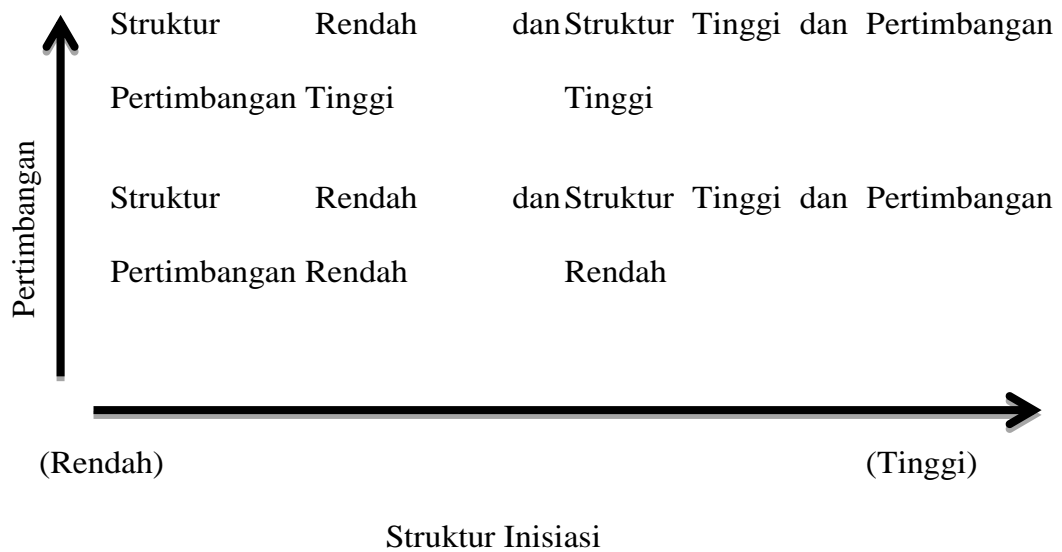 Struktur Rendah dan
Pertimbangan Tinggi
Struktur Tinggi dan Pertimbangan
Tinggi
Struktur Rendah dan
Pertimbangan Rendah
Struktur Tinggi dan Pertimbangan
Rendah
Pertimbangan
(Rendah) (Tinggi)
Struktur Inisiasi